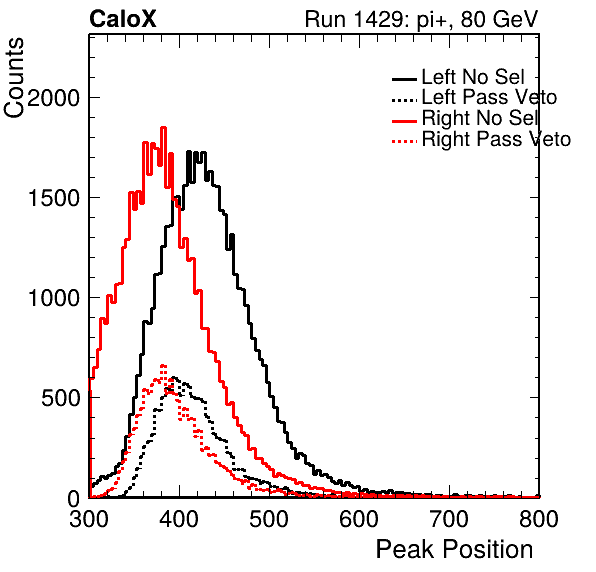 CaloX
Run 1429: pi+, 80 GeV
Counts
Left No Sel
Left Pass Veto
Right No Sel
Right Pass Veto
2000
1500
1000
500
0
300 400 500 600 700 800
Peak Position